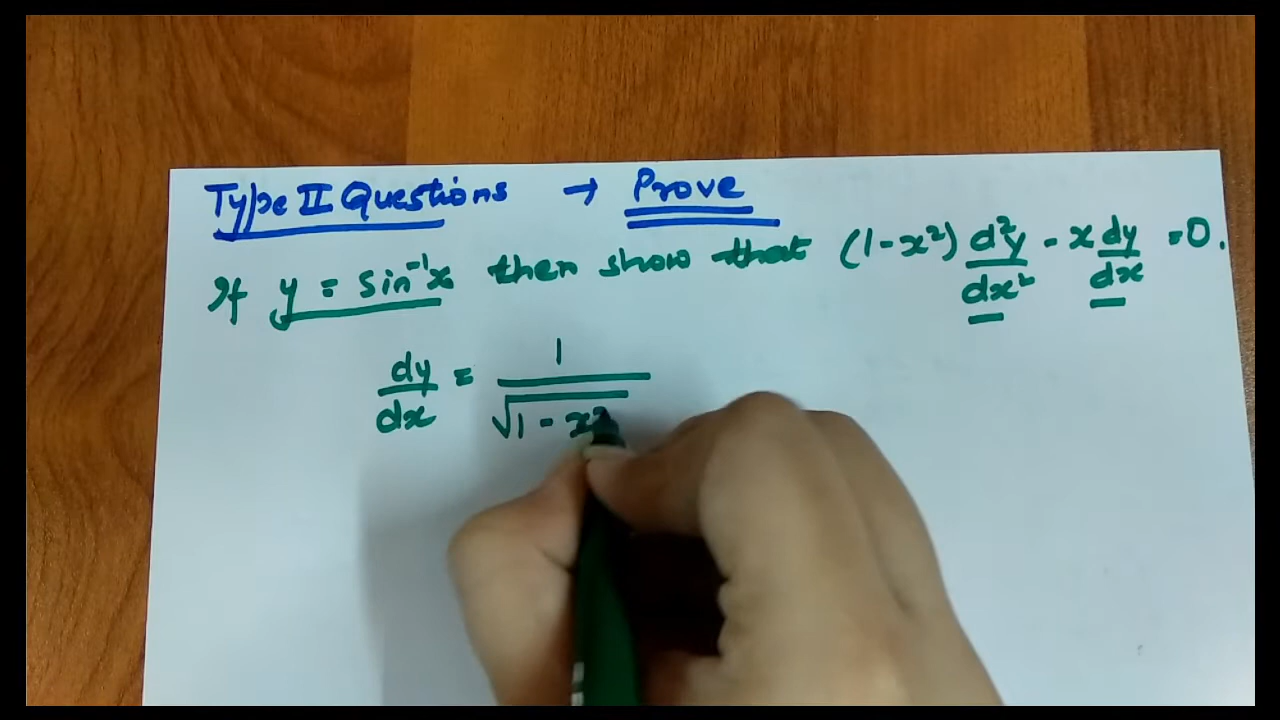 Type II Questions → Prove
If y = sin⁻¹x then show that (1-x²) d²y/dx² - x dy/dx = 0.
dy/dx = 1/√(1-x²)